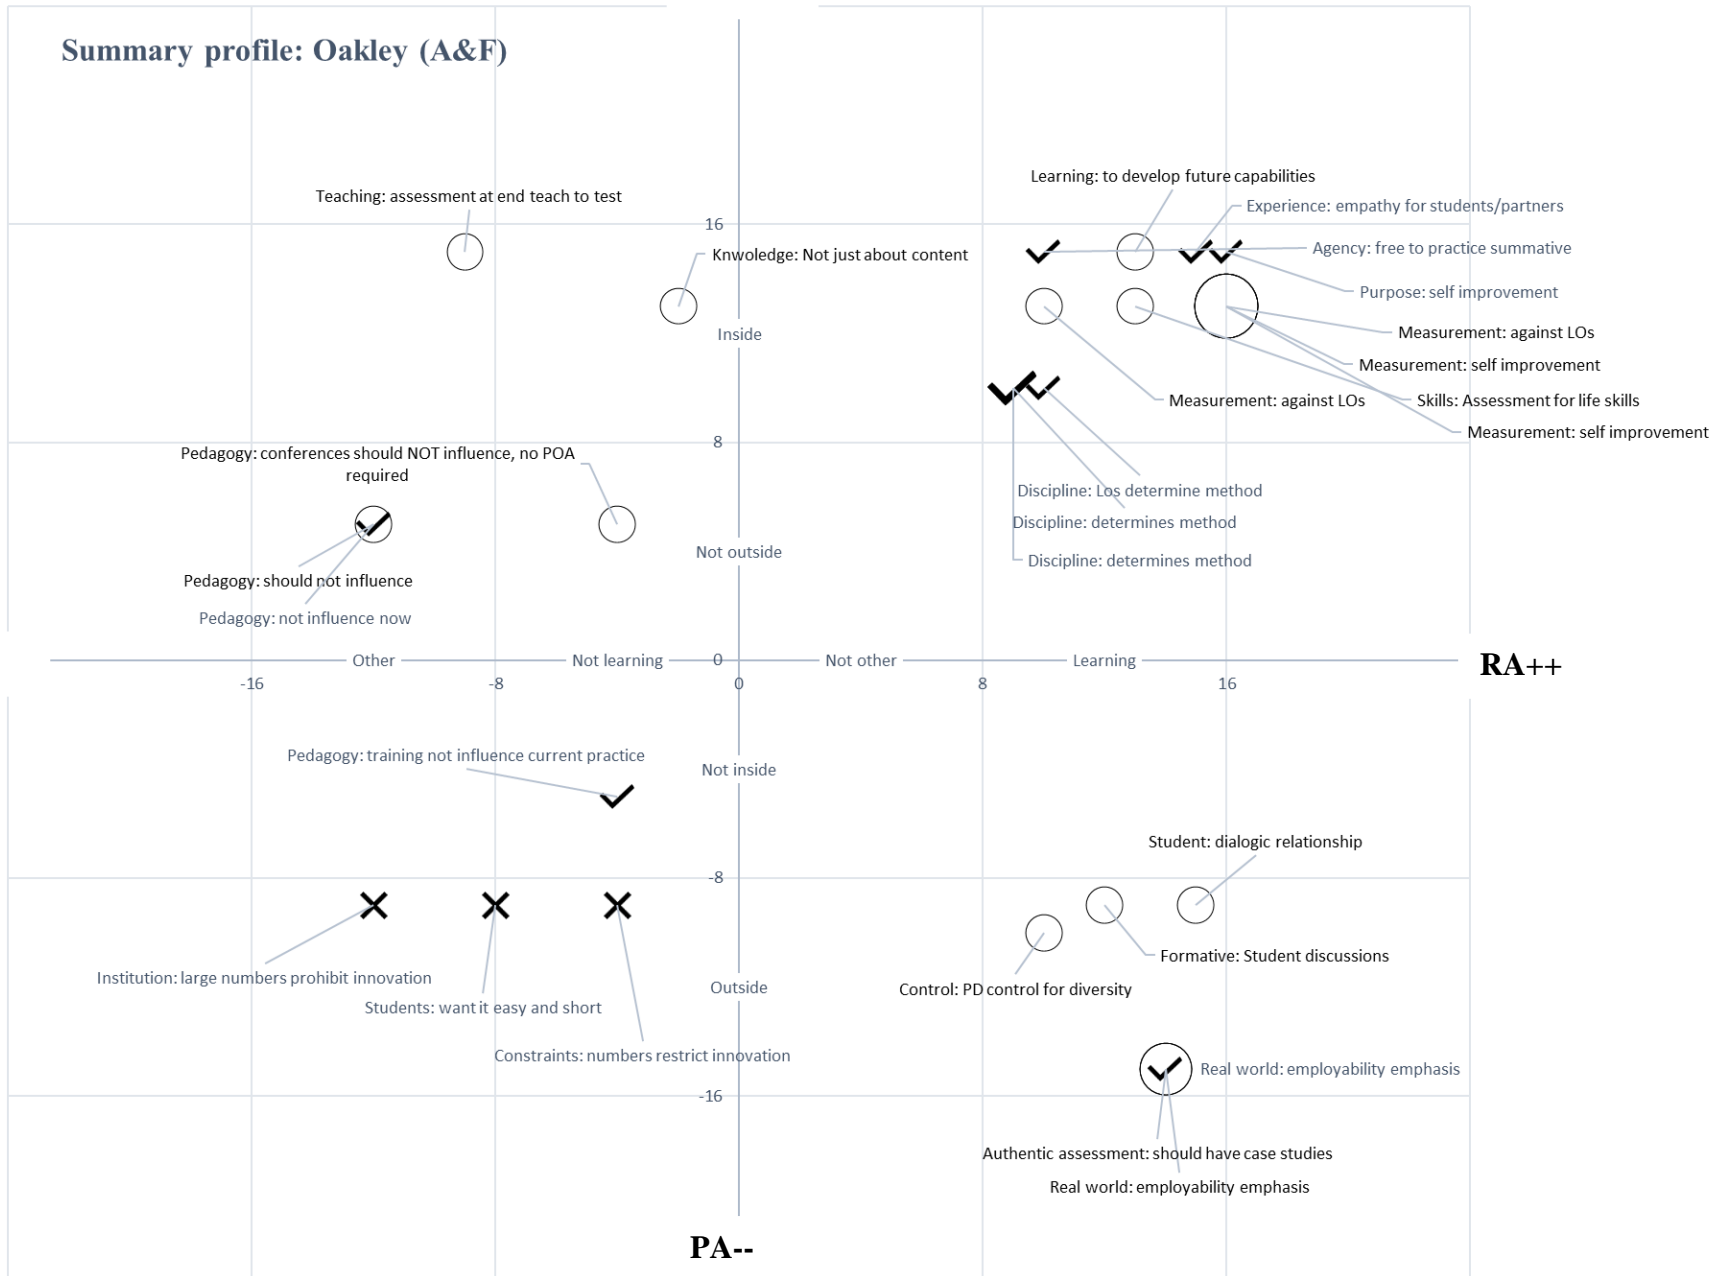 Summary profile: Oakley (A&F)
Learning: to develop future capabilities
Teaching: assessment at end teach to test
Experience: empathy for students/partners
16
Agency: free to practice summative
Knwoledge: Not just about content
Purpose: self improvement
Inside
Measurement: against LOs
Measurement: self improvement
Measurement: against LOs
Skills: Assessment for life skills
Measurement: self improvement
8
Pedagogy: conferences should NOT influence, no POA
required
Discipline: Los determine method
Discipline: determines method
Not outside
Discipline: determines method
Pedagogy: should not influence
Pedagogy: not influence now
Other
Not learning
0
Not other
Learning
RA++
-16
-8
0
8
16
Pedagogy: training not influence current practice
Not inside
Student: dialogic relationship
-8
Formative: Student discussions
Institution: large numbers prohibit innovation
Outside
Control: PD control for diversity
Students: want it easy and short
Constraints: numbers restrict innovation
Real world: employability emphasis
-16
Authentic assessment: should have case studies
Real world: employability emphasis
PA--